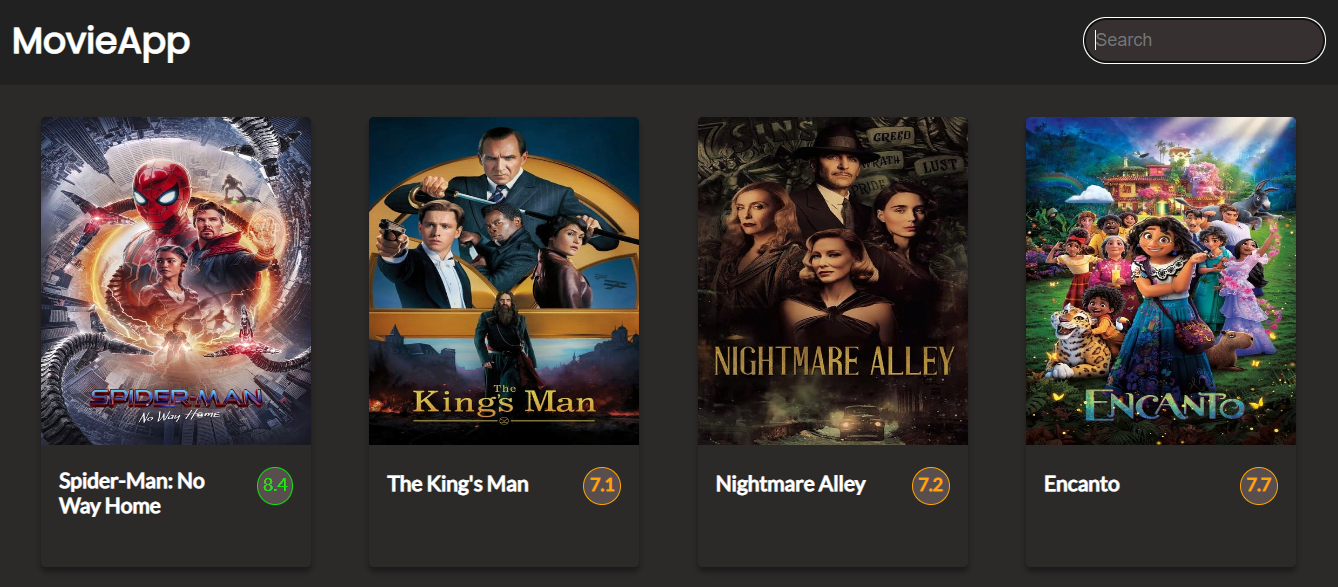 MovieApp
Search
SPIDER-MAN
No Way Home
The
King's Man
7 SINS
GREED
WRATH
LUST
PRIDE
NIGHTMARE ALLEY
ENCANTO
Spider-Man: No
Way Home
8.4
The King's Man
7.1
Nightmare Alley
7.2
Encanto
7.7